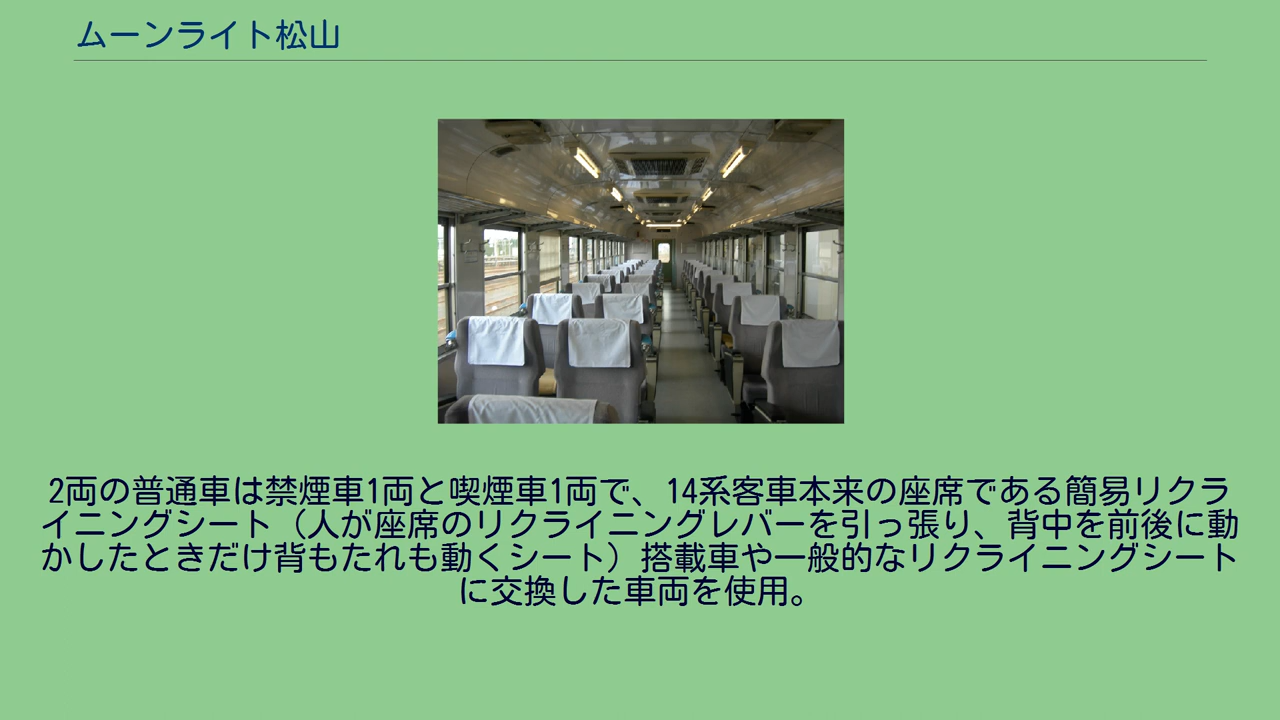 ムーンライト松山
2両の普通車は禁煙車1両と喫煙車1両で、14系客車本来の座席である簡易リクラ
イニングシート（人が座席のリクライニングレバーを引っ張り、背中を前後に動
かしたときだけ背もたれも動くシート）搭載車や一般的なリクライニングシート
に交換した車両を使用。